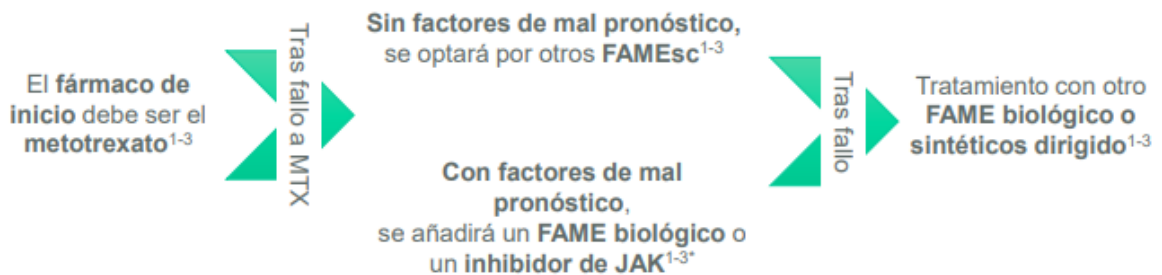 El fármaco de
inicio debe ser el
metotrexato¹⁻³
Tras fallo a MTX
Sin factores de mal pronóstico,
se optará por otros FAMEsc¹⁻³
Con factores de mal
pronóstico,
se añadirá un FAME biológico o
un inhibidor de JAK¹⁻³*
Tras fallo
Tratamiento con otro
FAME biológico o
sintéticos dirigido¹⁻³